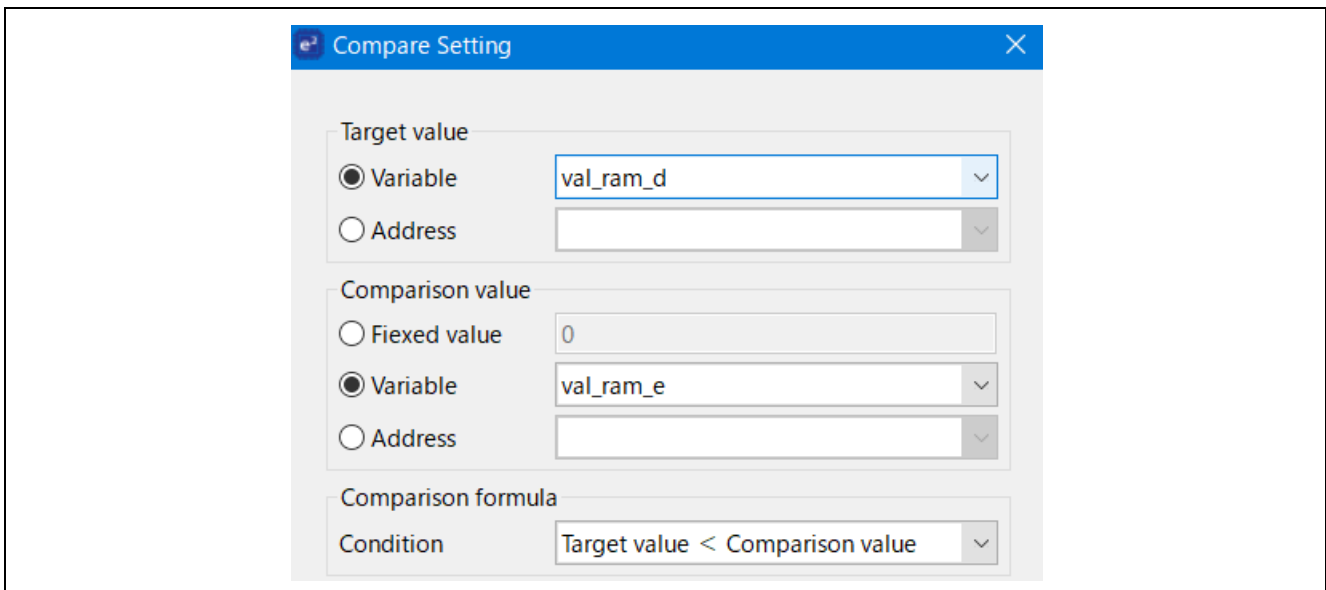 e² Compare Setting
Target value
Variable val_ram_d
Address
Comparison value
Fiexed value 0
Variable val_ram_e
Address
Comparison formula
Condition Target value < Comparison value